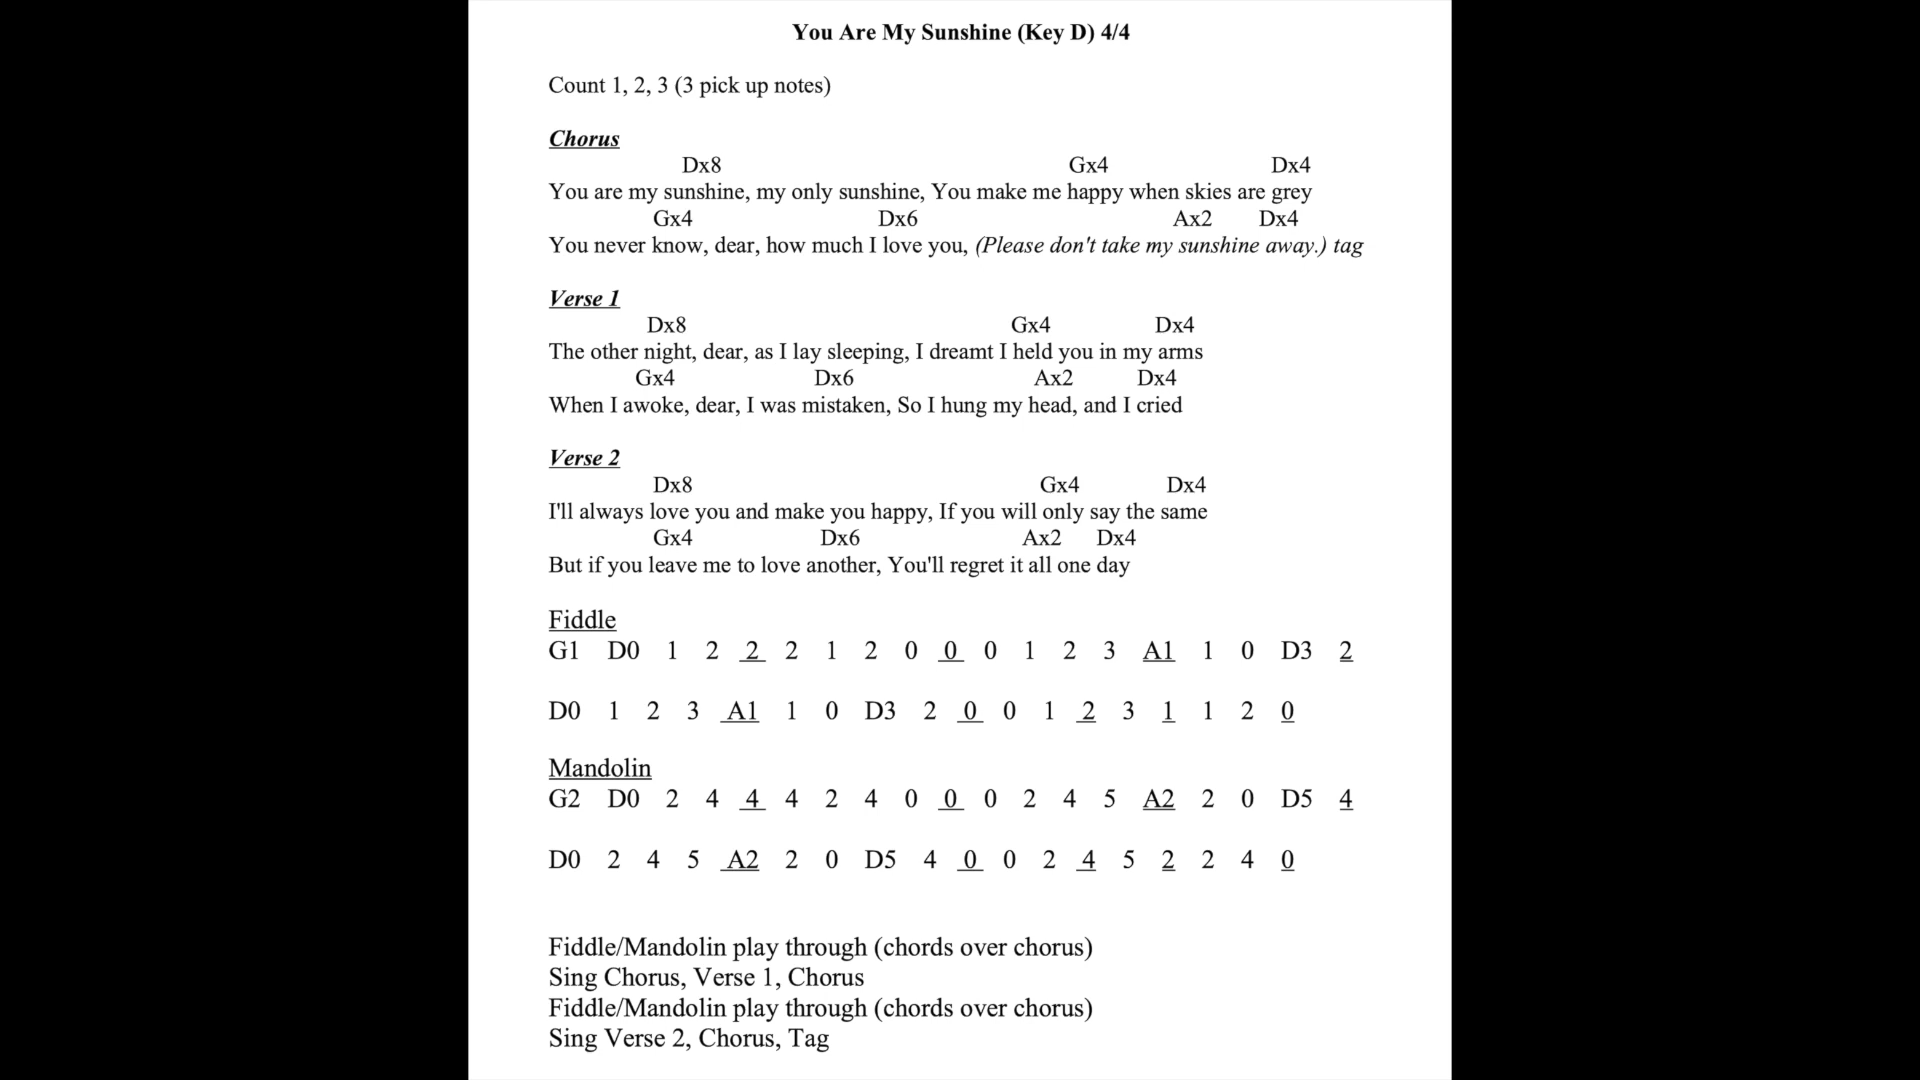 You Are My Sunshine (Key D) 4/4
Count 1, 2, 3 (3 pick up notes)
Chorus
Dx8 Gx4 Dx4
You are my sunshine, my only sunshine, You make me happy when skies are grey
Gx4 Dx6 Ax2 Dx4
You never know, dear, how much I love you, (Please don't take my sunshine away.) tag
Verse 1
Dx8 Gx4 Dx4
The other night, dear, as I lay sleeping, I dreamt I held you in my arms
Gx4 Dx6 Ax2 Dx4
When I awoke, dear, I was mistaken, So I hung my head, and I cried
Verse 2
Dx8 Gx4 Dx4
I'll always love you and make you happy, If you will only say the same
Gx4 Dx6 Ax2 Dx4
But if you leave me to love another, You'll regret it all one day
Fiddle
G1 D0 1 2 2 2 1 2 0 0 0 1 2 3 A1 1 0 D3 2
D0 1 2 3 A1 1 0 D3 2 0 0 1 2 3 1 1 2 0
Mandolin
G2 D0 2 4 4 4 2 4 0 0 0 2 4 5 A2 2 0 D5 4
D0 2 4 5 A2 2 0 D5 4 0 0 2 4 5 2 2 4 0
Fiddle/Mandolin play through (chords over chorus)
Sing Chorus, Verse 1, Chorus
Fiddle/Mandolin play through (chords over chorus)
Sing Verse 2, Chorus, Tag